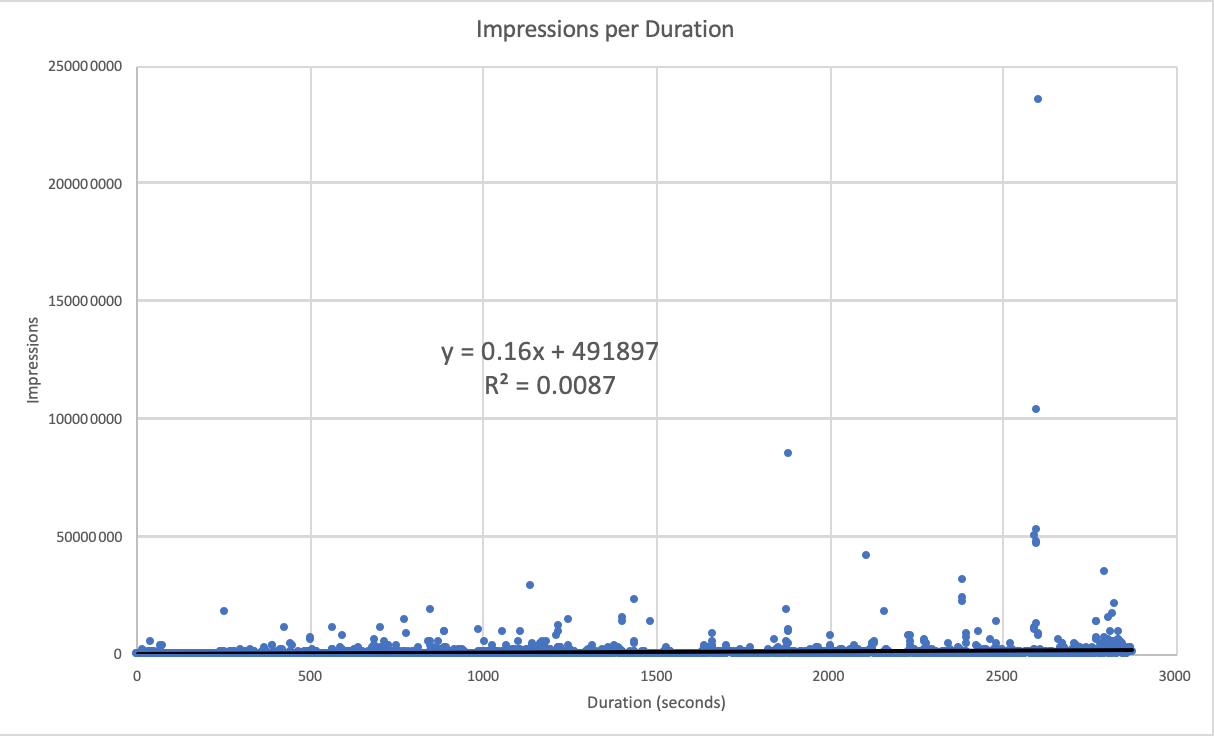 Impressions per Duration
250000000
200000000
150000000
100000000
50000000
0
Impressions
y = 0.16x + 491897
R² = 0.0087
0
500
1000
1500
2000
2500
3000
Duration (seconds)